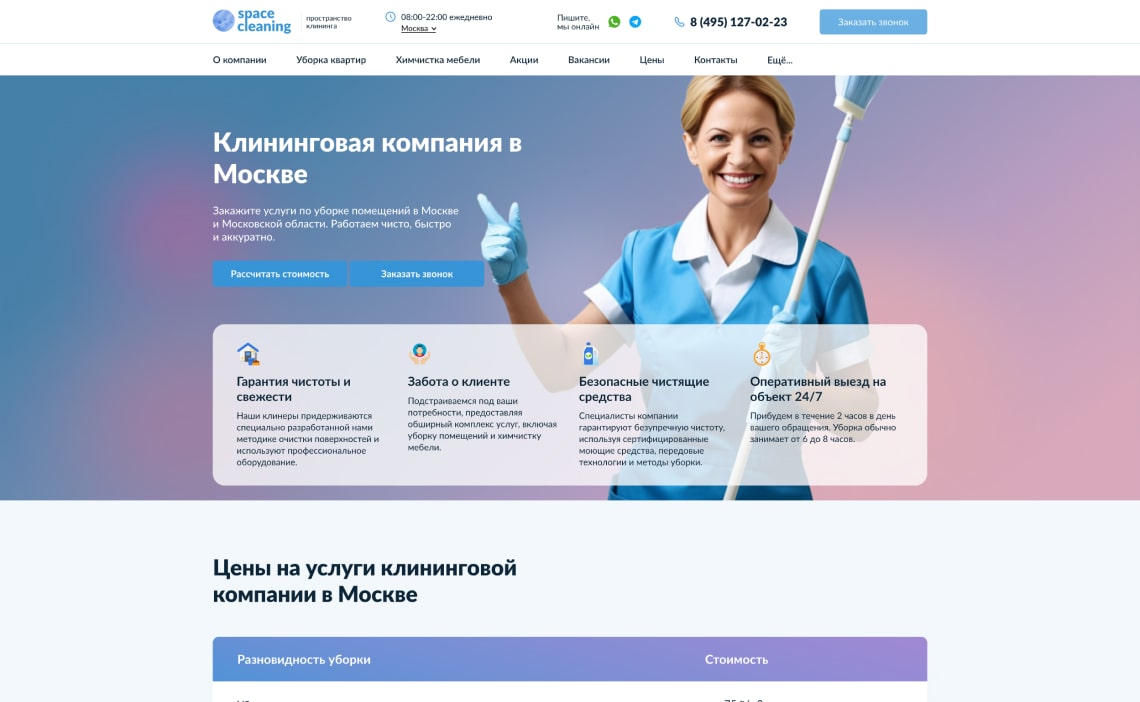 space
cleaning
пространство
клининга
08:00-22:00 ежедневно
Москва
Пишите,
мы онлайн
8 (495) 127-02-23
Заказать звонок
О компании
Уборка квартир
Химчистка мебели
Акции
Вакансии
Цены
Контакты
Ещё...
Клининговая компания в
Москве
Закажите услуги по уборке помещений в Москве
и Московской области. Работаем чисто, быстро
и аккуратно.
Рассчитать стоимость
Заказать звонок
Гарантия чистоты и
свежести
Наши клинеры придерживаются
специально разработанной нами
методике очистки поверхностей и
используют профессиональное
оборудование.
Забота о клиенте
Подстраиваемся под ваши
потребности, предоставляя
обширный комплекс услуг, включая
уборку помещений и химчистку
мебели.
Безопасные чистящие
средства
Специалисты компании
гарантируют безупречную чистоту,
используя сертифицированные
моющие средства, передовые
технологии и методы уборки.
Оперативный выезд на
объект 24/7
Прибудем в течение 2 часов в день
вашего обращения. Уборка обычно
занимает от 6 до 8 часов.
Цены на услуги клининговой
компании в Москве
Разновидность уборки
Стоимость